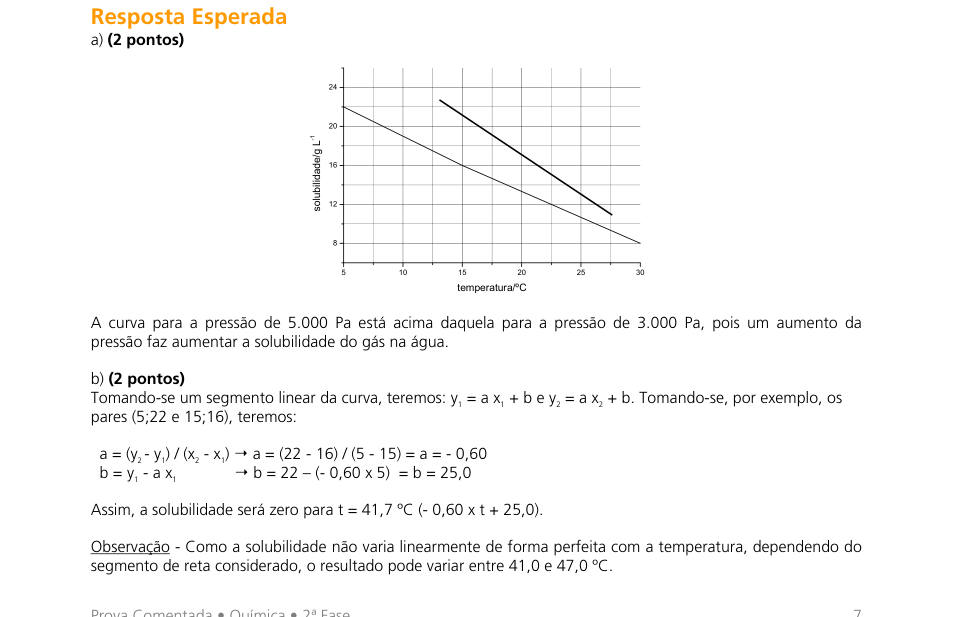 Resposta Esperada
a) (2 pontos)
24
20
16
12
8
solubilidade/g L⁻¹
5 10 15 20 25 30
temperatura/ºC
A curva para a pressão de 5.000 Pa está acima daquela para a pressão de 3.000 Pa, pois um aumento da
pressão faz aumentar a solubilidade do gás na água.
b) (2 pontos)
Tomando-se um segmento linear da curva, teremos: y₁ = a x₁ + b e y₂ = a x₂ + b. Tomando-se, por exemplo, os
pares (5;22 e 15;16), teremos:
a = (y₂ - y₁) / (x₂ - x₁) → a = (22 - 16) / (5 - 15) = a = - 0,60
b = y₁ - a x₁ → b = 22 – (- 0,60 x 5) = b = 25,0
Assim, a solubilidade será zero para t = 41,7 ºC (- 0,60 x t + 25,0).
Observação - Como a solubilidade não varia linearmente de forma perfeita com a temperatura, dependendo do
segmento de reta considerado, o resultado pode variar entre 41,0 e 47,0 ºC.
Prova Comentada • Química • 2ª Fase 7